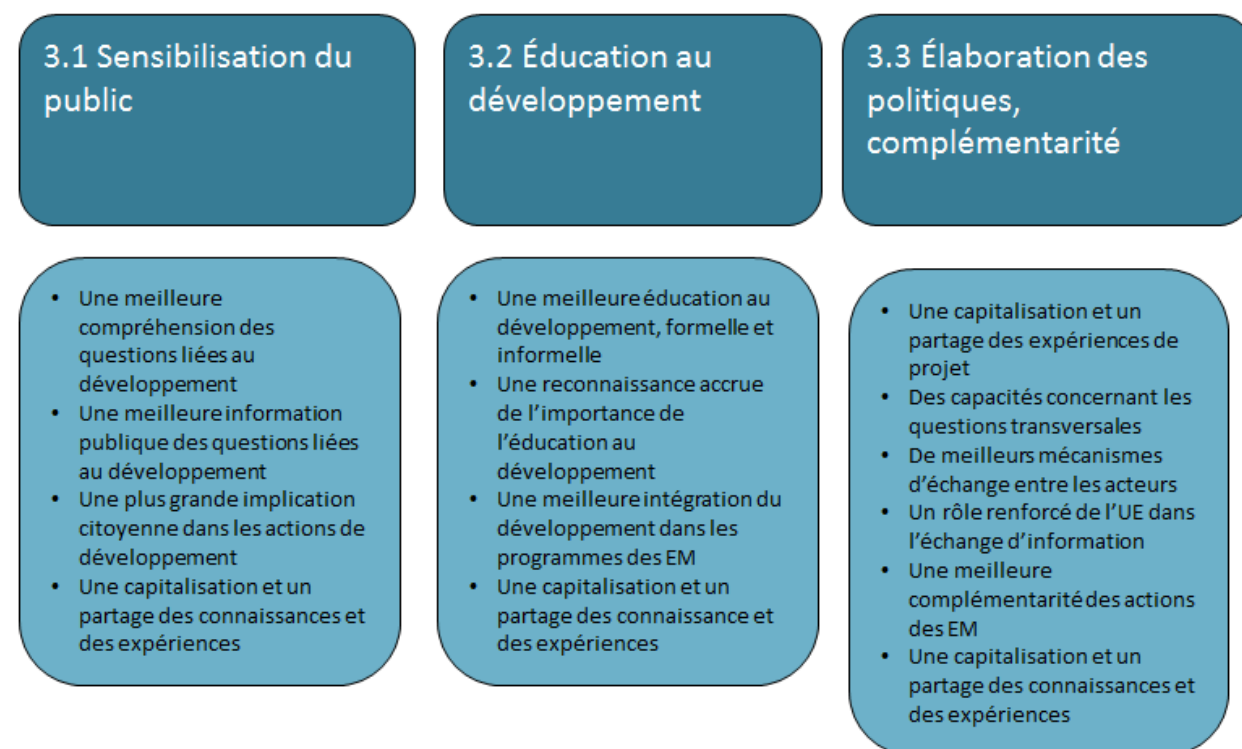 3.1 Sensibilisation du
public
3.2 Éducation au
développement
3.3 Élaboration des
politiques,
complémentarité
• Une meilleure
compréhension des
questions liées au
développement
• Une meilleure information
publique des questions liées
au développement
• Une plus grande implication
citoyenne dans les actions de
développement
• Une capitalisation et un
partage des connaissances et
des expériences
• Une meilleure éducation au
développement, formelle et
informelle
• Une reconnaissance accrue
de l’importance de
l’éducation au
développement
• Une meilleure intégration du
développement dans les
programmes des EM
• Une capitalisation et un
partage des connaissance et
des expériences
• Une capitalisation et un
partage des expériences de
projet
• Des capacités concernant les
questions transversales
• De meilleurs mécanismes
d’échange entre les acteurs
• Un rôle renforcé de l’UE dans
l’échange d’information
• Une meilleure
complémentarité des actions
des EM
• Une capitalisation et un
partage des connaissances et
des expériences